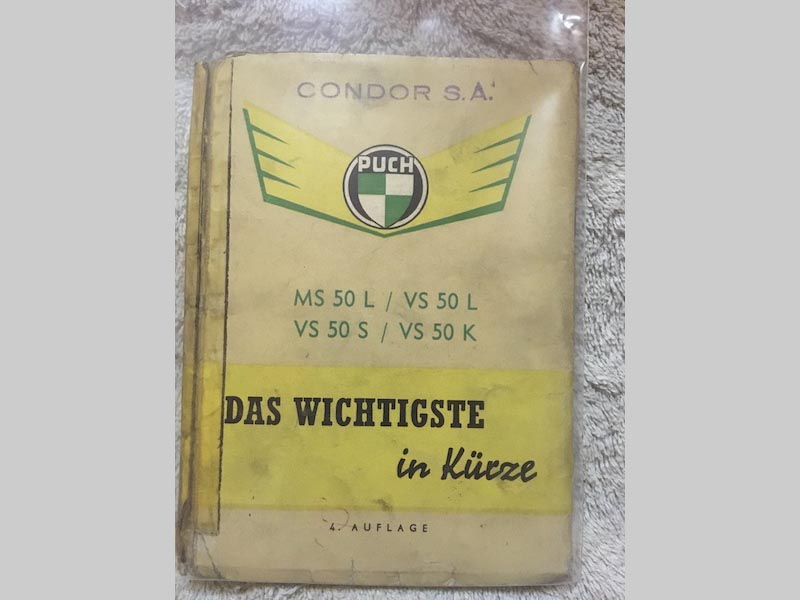 CONDOR S.A.
PUCH
MS 50 L / VS 50 L
VS 50 S / VS 50 K
DAS WICHTIGSTE
in Kürze
4. AUFLAGE